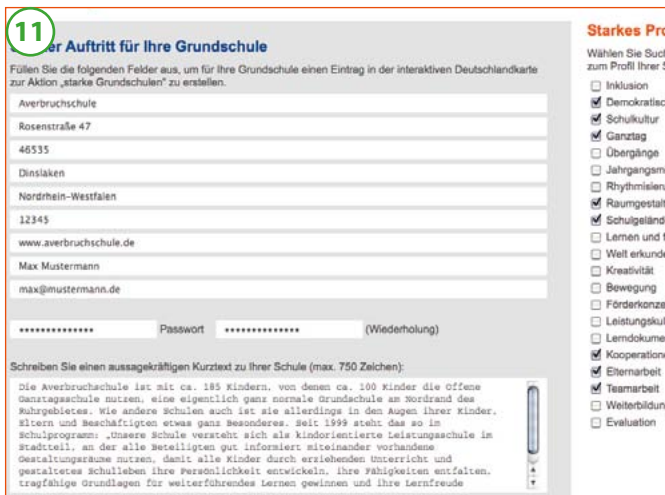 11
er Auftritt für Ihre Grundschule
Füllen Sie die folgenden Felder aus, um für Ihre Grundschule einen Eintrag in der interaktiven Deutschlandkarte
zur Aktion „starke Grundschulen" zu erstellen.
Averbruchschule
Rosenstraße 47
46535
Dinslaken
Nordrhein-Westfalen
12345
www.averbruchschule.de
Max Mustermann
max@mustermann.de
************** Passwort ************** (Wiederholung)
Schreiben Sie einen aussagekräftigen Kurztext zu Ihrer Schule (max. 750 Zeichen):
Die Averbruchschule ist mit ca. 185 Kindern, von denen ca. 100 Kinder die Offene
Ganztagsschule nutzen, eine eigentlich ganz normale Grundschule am Nordrand des
Ruhrgebietes. Wie andere Schulen auch ist sie allerdings in den Augen ihrer Kinder,
Eltern und Beschäftigten etwas ganz Besonderes. Seit 1999 steht das so im
Schulprogramm: „Unsere Schule versteht sich als kindorientierte Leistungsschule im
Stadtteil, an der alle Beteiligten gut informiert miteinander vorhandene
Gestaltungsräume nutzen, damit alle Kinder durch erziehenden Unterricht und
gestaltetes Schulleben ihre Persönlichkeit entwickeln, ihre Fähigkeiten entfalten,
tragfähige Grundlagen für weiterführendes Lernen gewinnen und ihre Lernfreude
Starkes Pro
Wählen Sie Such
zum Profil Ihrer S
Inklusion
Demokratisc
Schulkultur
Ganztag
Übergänge
Jahrgangsm
Rhythmisier
Raumgestalt
Schulgeländ
Lernen und f
Welt erkunde
Kreativität
Bewegung
Förderkonze
Leistungskul
Lerndokume
Kooperatione
Elternarbeit
Teamarbeit
Weiterbildun
Evaluation